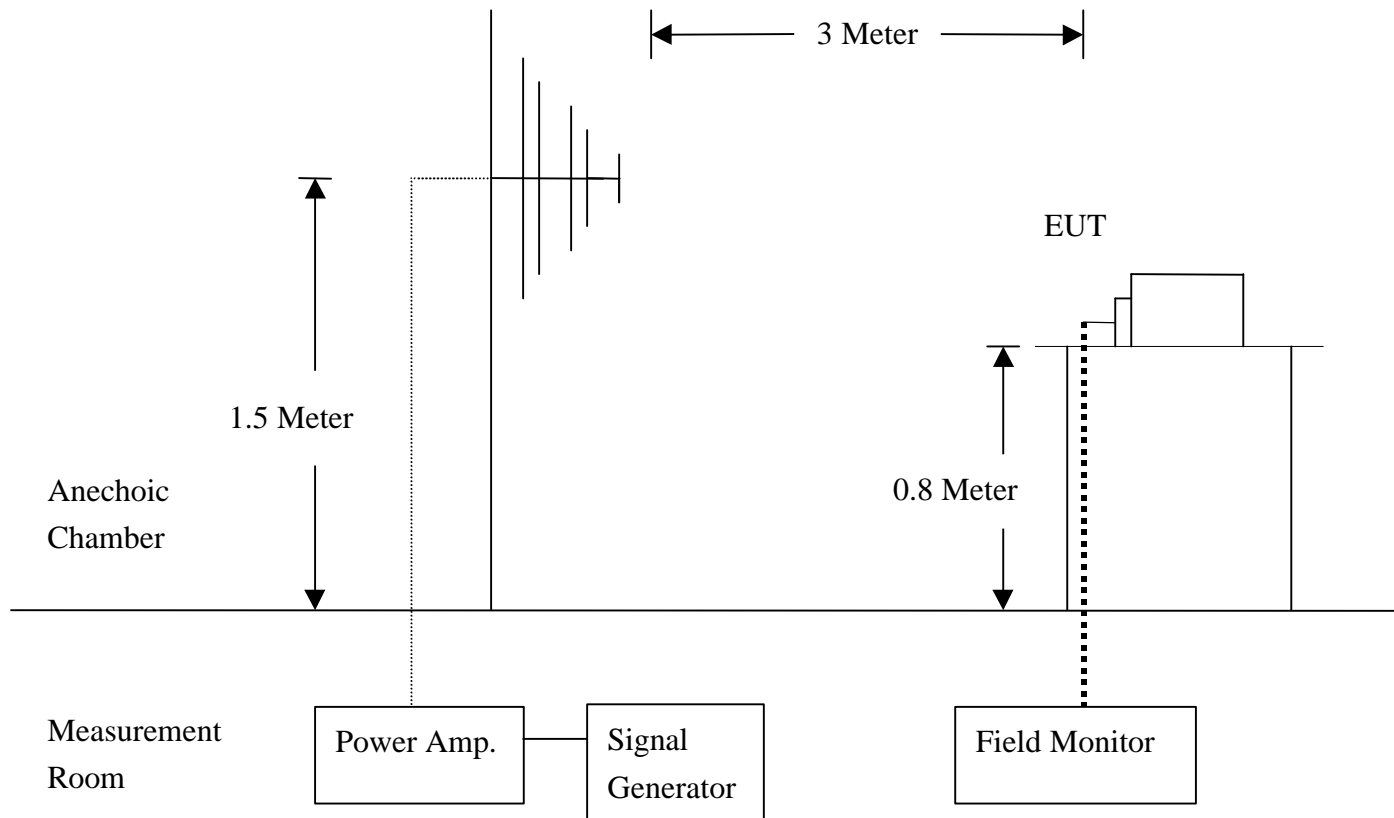 3 Meter
EUT
1.5 Meter
0.8 Meter
Anechoic
Chamber
Measurement
Room
Power Amp.
Signal
Generator
Field Monitor